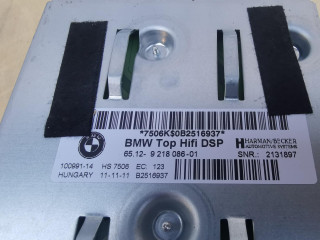 *7506K$0B2516937*
BMW Top Hifi DSP
HARMAN/BECKER
AUTOMOTIVE SYSTEMS
65.12- 9 218 086-01
SNR.: 2131897
100991-14 HS 7506 EC: 123
HUNGARY 11-11-11 B2516937